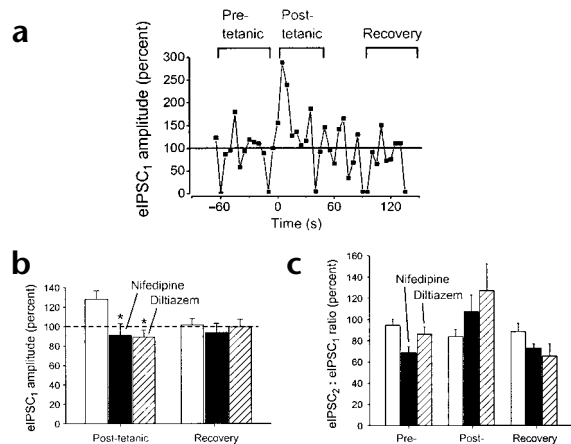 a
Pre-
tetanic
Post-
tetanic
Recovery
eIPSC1 amplitude (percent)
300
250
200
150
100
50
0
−60
0
60
120
Time (s)
b
eIPSC1 amplitude (percent)
140
120
100
80
60
40
20
0
Nifedipine
Diltiazem
*
*
Post-tetanic
Recovery
c
eIPSC2 : eIPSC1 ratio (percent)
160
140
120
100
80
60
40
20
0
Nifedipine
Diltiazem
Pre-
Post-
Recovery